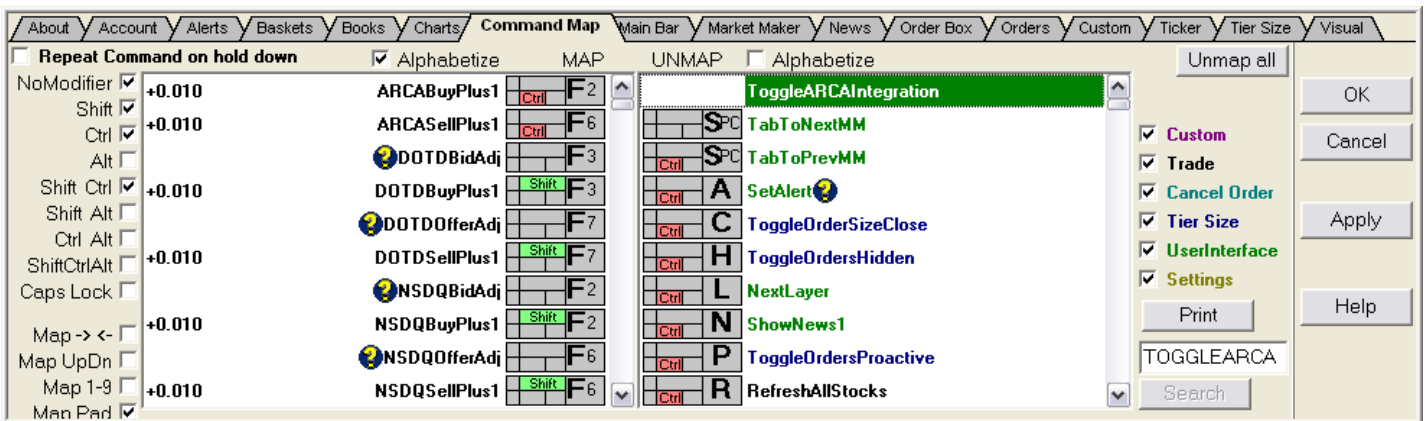 About Account Alerts Baskets Books Charts Command Map Main Bar Market Maker News Order Box Orders Custom Ticker Tier Size Visual
Repeat Command on hold down Alphabetize MAP UNMAP Alphabetize Unmap all
NoModifier +0.010 ARCABuyPlus1 Ctrl F2 ToggleARCAIntegration OK
Shift +0.010 ARCASellPlus1 Ctrl F6 SPC TabToNextMM
Ctrl Custom Cancel
Alt ?DOTDBidAdj F3 Ctrl SPC TabToPrevMM Trade
Shift Ctrl +0.010 DOTDBuyPlus1 Shift F3 Ctrl A SetAlert? Cancel Order
Shift Alt ?DOTDOfferAdj F7 Ctrl C ToggleOrderSizeClose Tier Size Apply
Ctrl Alt
ShiftCtrlAlt +0.010 DOTDSellPlus1 Shift F7 Ctrl H ToggleOrdersHidden UserInterface
Caps Lock ?NSDQBidAdj F2 Ctrl L NextLayer Settings
Map -> <- +0.010 NSDQBuyPlus1 Shift F2 Ctrl N ShowNews1 Print Help
Map UpDn ?NSDQOfferAdj F6 Ctrl P ToggleOrdersProactive TOGGLEARCA
Map 1-9 +0.010 NSDQSellPlus1 Shift F6 Ctrl R RefreshAllStocks Search
Map Pad